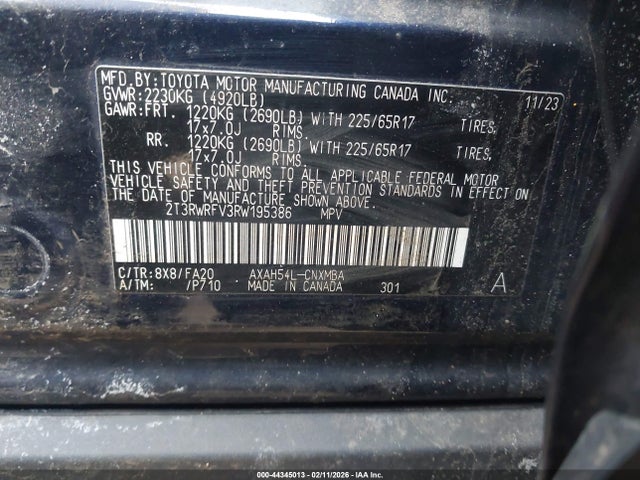 MFD.BY:TOYOTA MOTOR MANUFACTURING CANADA INC. 11/23
GVWR:2230KG (4920LB)
GAWR:FRT. 1220KG (2690LB) WITH 225/65R17 TIRES,
17x7.0J RIMS.
RR. 1220KG (2690LB) WITH 225/65R17 TIRES,
17x7.0J RIMS.
THIS VEHICLE CONFORMS TO ALL APPLICABLE FEDERAL MOTOR
VEHICLE SAFETY AND THEFT PREVENTION STANDARDS IN EFFECT ON
THE DATE OF MANUFACTURE SHOWN ABOVE.
2T3RWRFV3RW195386 MPV
C/TR:8X8/FA20 AXAH54L-CNXMBA
A/TM: /P710 MADE IN CANADA 301 A
000-44345013 - 02/11/2026 - IAA Inc.